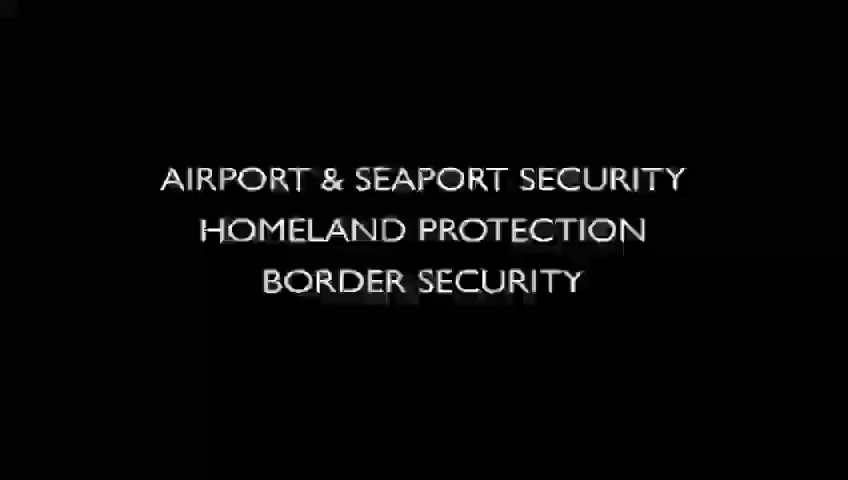 AIRPORT & SEAPORT SECURITY
HOMELAND PROTECTION
BORDER SECURITY